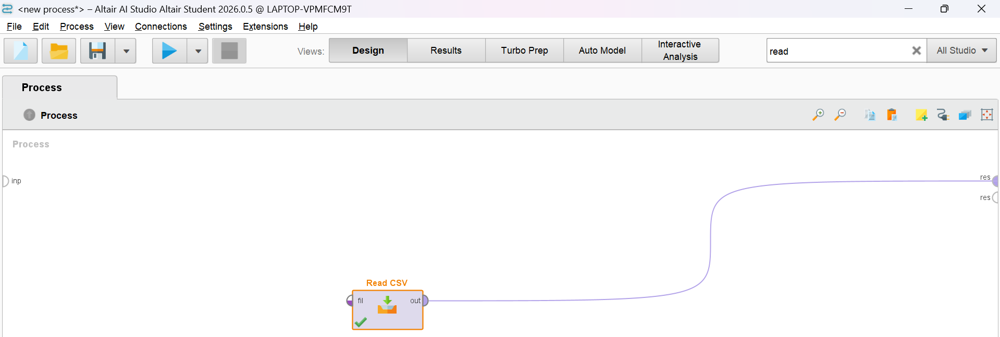 <new process*> – Altair AI Studio Altair Student 2026.0.5 @ LAPTOP-VPMFCM9T
File Edit Process View Connections Settings Extensions Help
Views: Design Results Turbo Prep Auto Model Interactive Analysis read All Studio
Process
Process
Process
inp
res
res
Read CSV
fil out